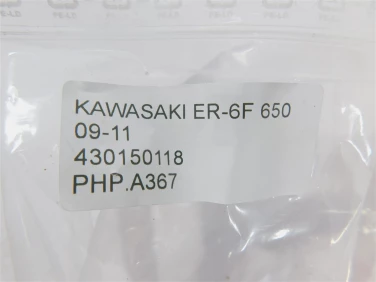 KAWASAKI ER-6F 650
09-11
430150118
PHP.A367